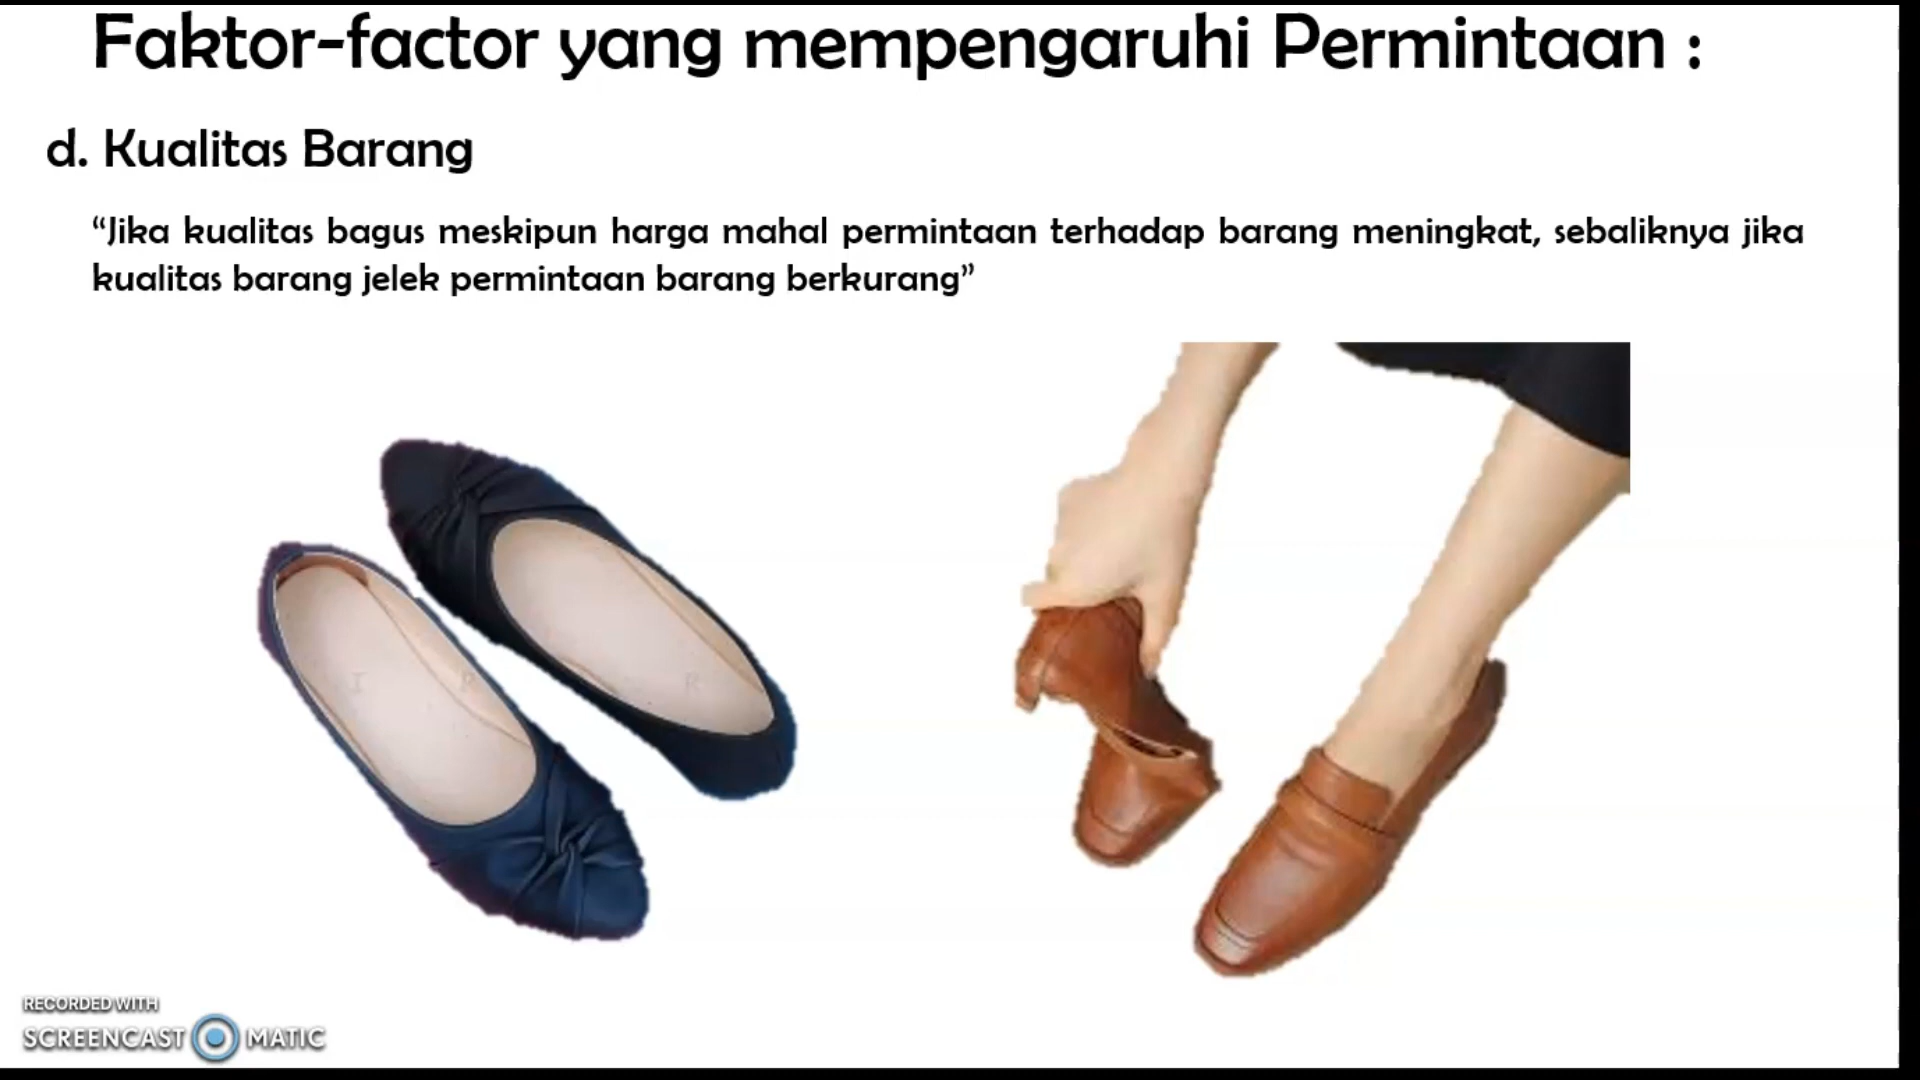 Faktor-factor yang mempengaruhi Permintaan :
d. Kualitas Barang
“Jika kualitas bagus meskipun harga mahal permintaan terhadap barang meningkat, sebaliknya jika
kualitas barang jelek permintaan barang berkurang”
RECORDED WITH
SCREENCAST MATIC